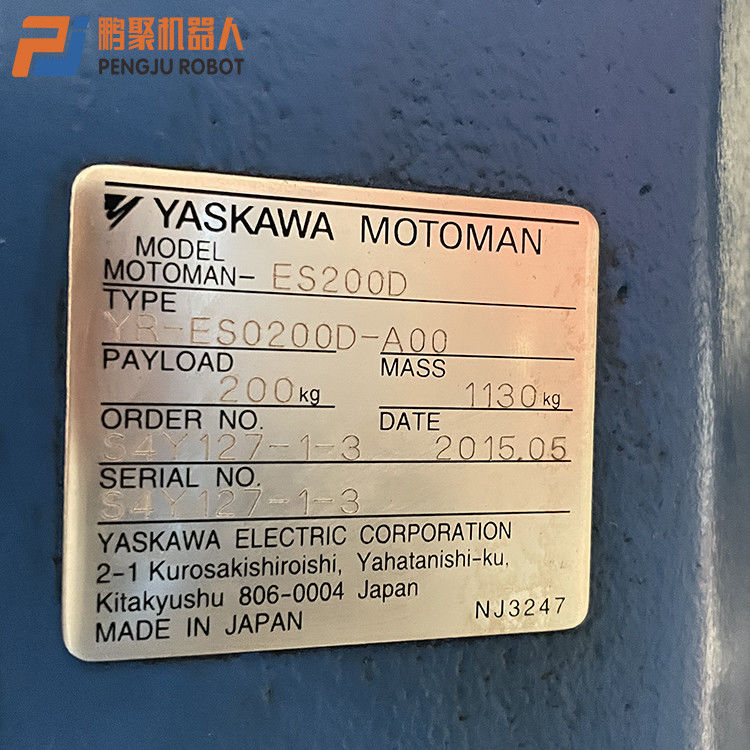 鹏聚机器人
PENGJU ROBOT
YASKAWA MOTOMAN
MODEL
MOTOMAN- ES200D
TYPE
YR-ES0200D-A00
PAYLOAD MASS
200kg 1130kg
ORDER NO. DATE
S4Y127-1-3 2015.05
SERIAL NO.
S4Y127-1-3
YASKAWA ELECTRIC CORPORATION
2-1 Kurosakishiroishi, Yahatanishi-ku,
Kitakyushu 806-0004 Japan
MADE IN JAPAN NJ3247